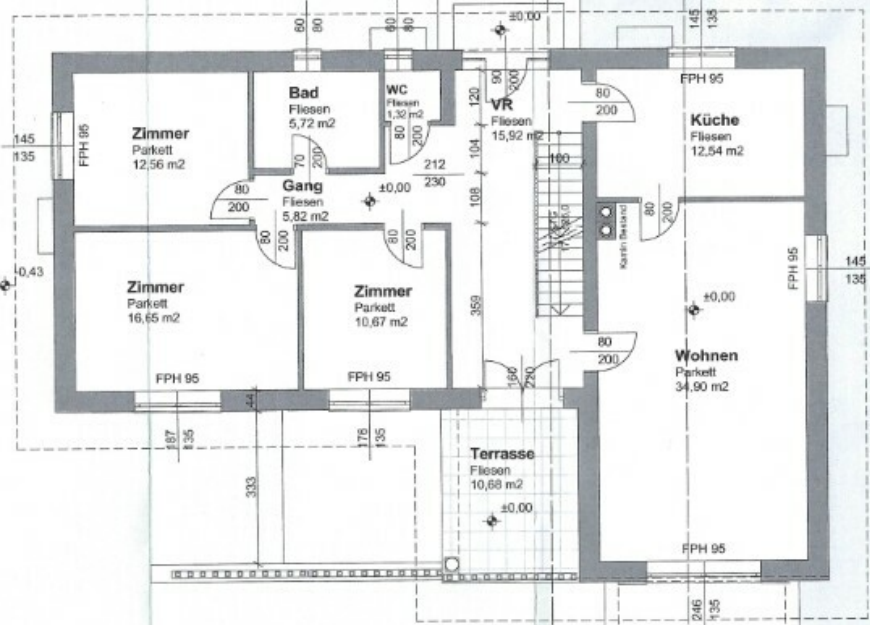 ±0,00
60
80
60
80
145
135
Bad
Fliesen
5,72 m2
WC
Fliesen
1,32 m2
120
90
200
VR
Fliesen
15,92 m2
80
200
FPH 95
Küche
Fliesen
12,54 m2
145
135
FPH 95
Zimmer
Parkett
12,56 m2
70
200
80
200
104
212
230
100
80
200
Gang
Fliesen
5,82 m2
±0,00
108
80
200
Kamin Bestand
80
200
80
200
-0,43
Zimmer
Parkett
16,65 m2
Zimmer
Parkett
10,67 m2
359
FPH 95
145
135
±0,00
80
200
Wohnen
Parkett
34,90 m2
FPH 95
FPH 95
160
220
44
187
135
176
135
333
Terrasse
Fliesen
10,68 m2
±0,00
FPH 95
246
135